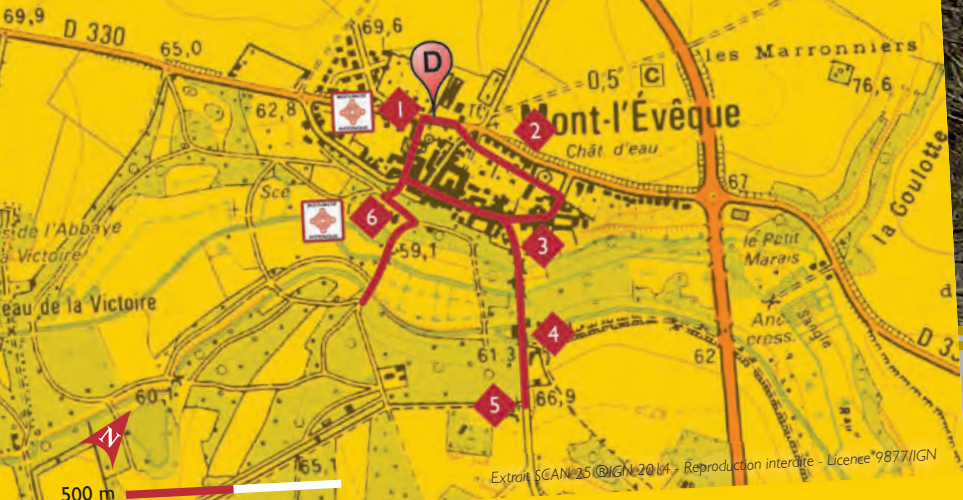 69,9
D 330
65,0
69,6
D
0,5
C
les Marronniers
76,6
62,8
1
2
Mont-l'Évêque
Chât. d'eau
67
la Goulotte
Sce
6
59,1
3
le Petit
Marais
de l'Abbaye
Victoire
eau de la Victoire
4
61,3
62
D 3
60,1
5
66,9
N
65,1
500 m
Extrait SCAN 25 ®IGN 2014 - Reproduction interdite - Licence 9877/IGN